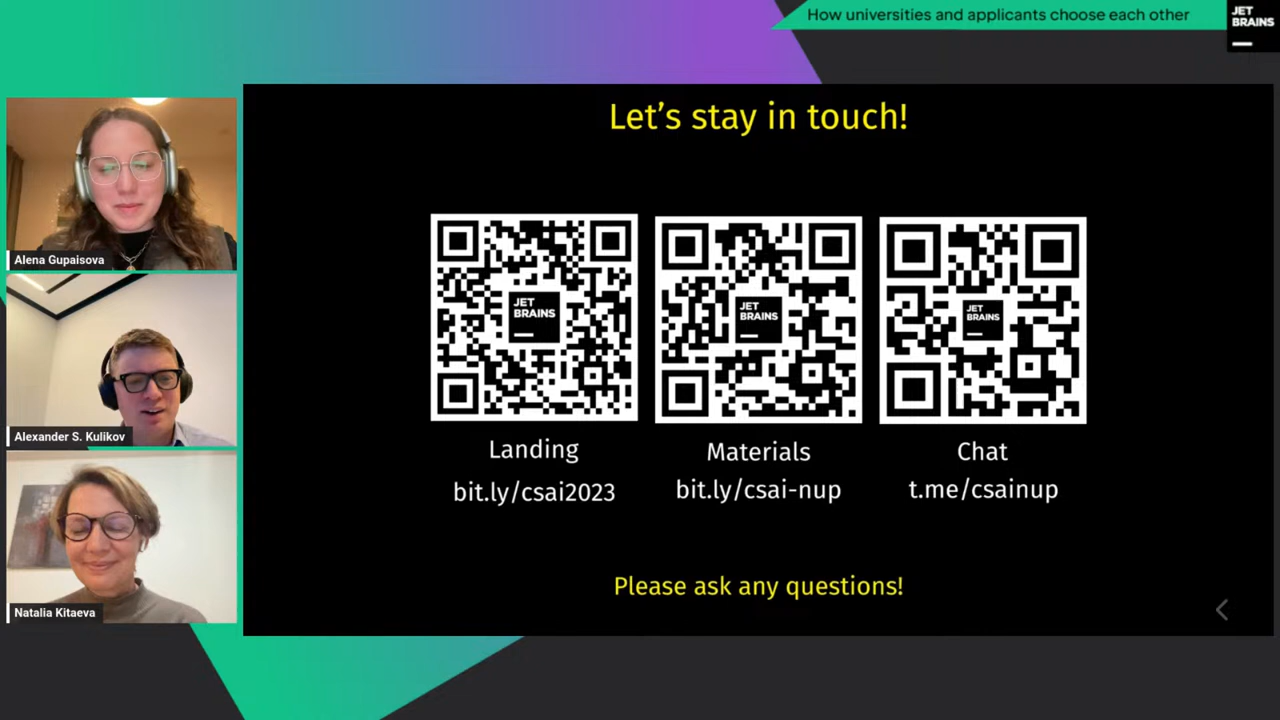 How universities and applicants choose each other
JET
BRAINS
Let's stay in touch!
Alena Gupaisova
Alexander S. Kulikov
Natalia Kitaeva
JET
BRAINS
JET
BRAINS
JET
BRAINS
Landing
Materials
Chat
bit.ly/csai2023
bit.ly/csai-nup
t.me/csainup
Please ask any questions!